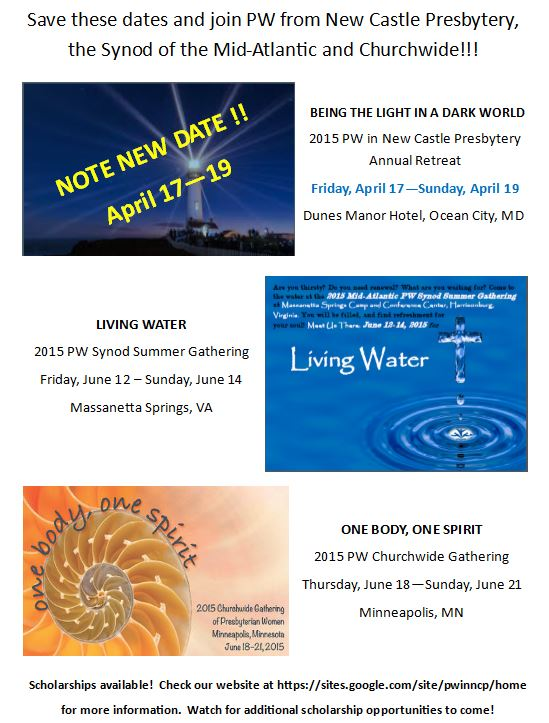 Save these dates and join PW from New Castle Presbytery,
the Synod of the Mid-Atlantic and Churchwide!!!
NOTE NEW DATE !!
April 17—19
BEING THE LIGHT IN A DARK WORLD
2015 PW in New Castle Presbytery
Annual Retreat
Friday, April 17—Sunday, April 19
Dunes Manor Hotel, Ocean City, MD
LIVING WATER
2015 PW Synod Summer Gathering
Friday, June 12 – Sunday, June 14
Massanetta Springs, VA
Are you thirsty? Do you need renewal? What are you waiting for? Come to
the water at the 2015 Mid-Atlantic PW Synod Summer Gathering
at Massanetta Springs Camp and Conference Center, Harrisonburg,
Virginia. You will be filled, and find refreshment for
your soul! Meet Us There, June 12-14, 2015 for
Living Water
one body, one spirit
2015 Churchwide Gathering
of Presbyterian Women
Minneapolis, Minnesota
June 18-21, 2015
ONE BODY, ONE SPIRIT
2015 PW Churchwide Gathering
Thursday, June 18—Sunday, June 21
Minneapolis, MN
Scholarships available!  Check our website at https://sites.google.com/site/pwinncp/home
for more information.  Watch for additional scholarship opportunities to come!